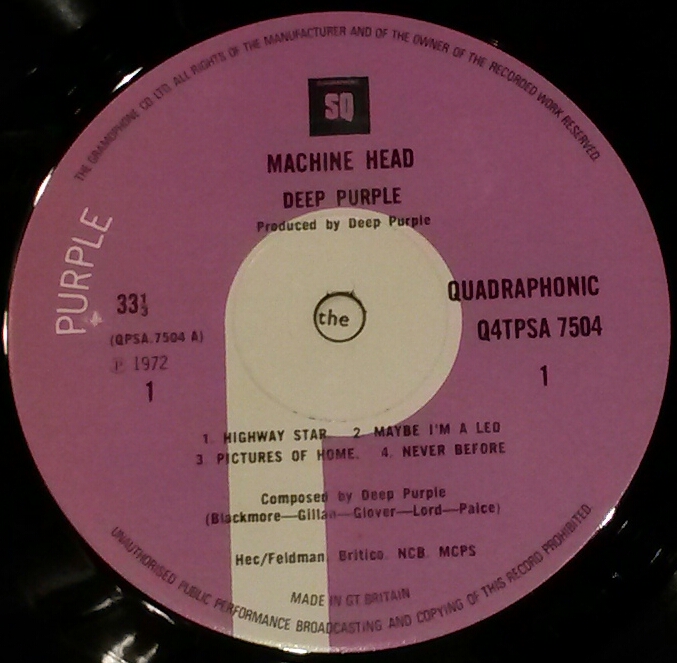 THE GRAMOPHONE CO LTD. ALL RIGHTS OF THE MANUFACTURER AND OF THE OWNER OF THE RECORDED WORK RESERVED.
SQ
MACHINE HEAD
DEEP PURPLE
Produced by Deep Purple
PURPLE
33⅓
(QPSA.7504 A)
℗ 1972
1
the
QUADRAPHONIC
Q4TPSA 7504
1
1. HIGHWAY STAR. 2. MAYBE I'M A LEO
3. PICTURES OF HOME. 4. NEVER BEFORE
Composed by Deep Purple
(Blackmore—Gillan—Glover—Lord—Paice)
Hec/Feldman. Britico. NCB. MCPS
MADE IN GT BRITAIN
UNAUTHORISED PUBLIC PERFORMANCE BROADCASTING AND COPYING OF THIS RECORD PROHIBITED